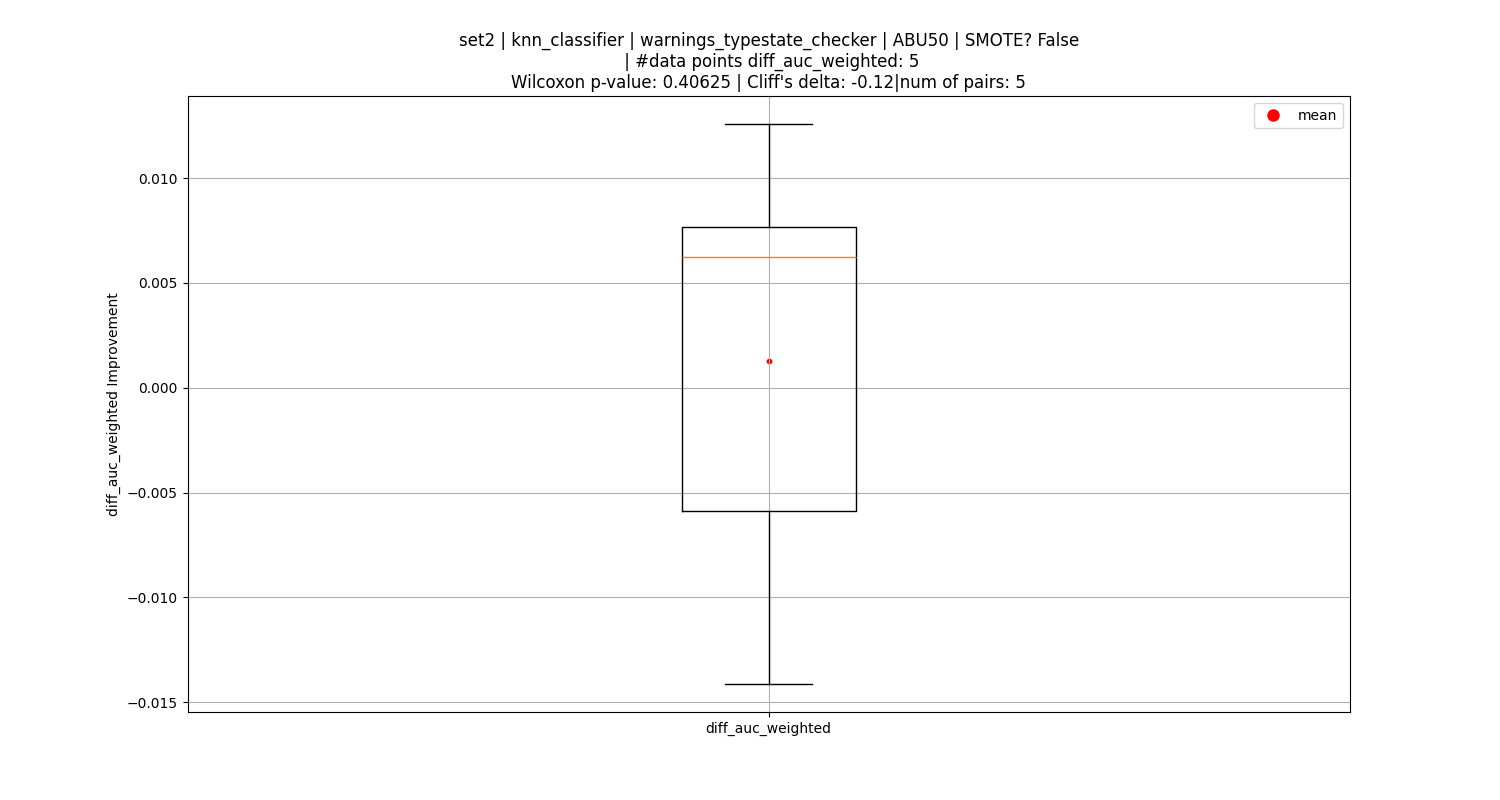 set2 | knn_classifier | warnings_typestate_checker | ABU50 | SMOTE? False
| #data points diff_auc_weighted: 5
Wilcoxon p-value: 0.40625 | Cliff's delta: -0.12|num of pairs: 5
mean
0.010
0.005
0.000
−0.005
−0.010
−0.015
diff_auc_weighted Improvement
diff_auc_weighted